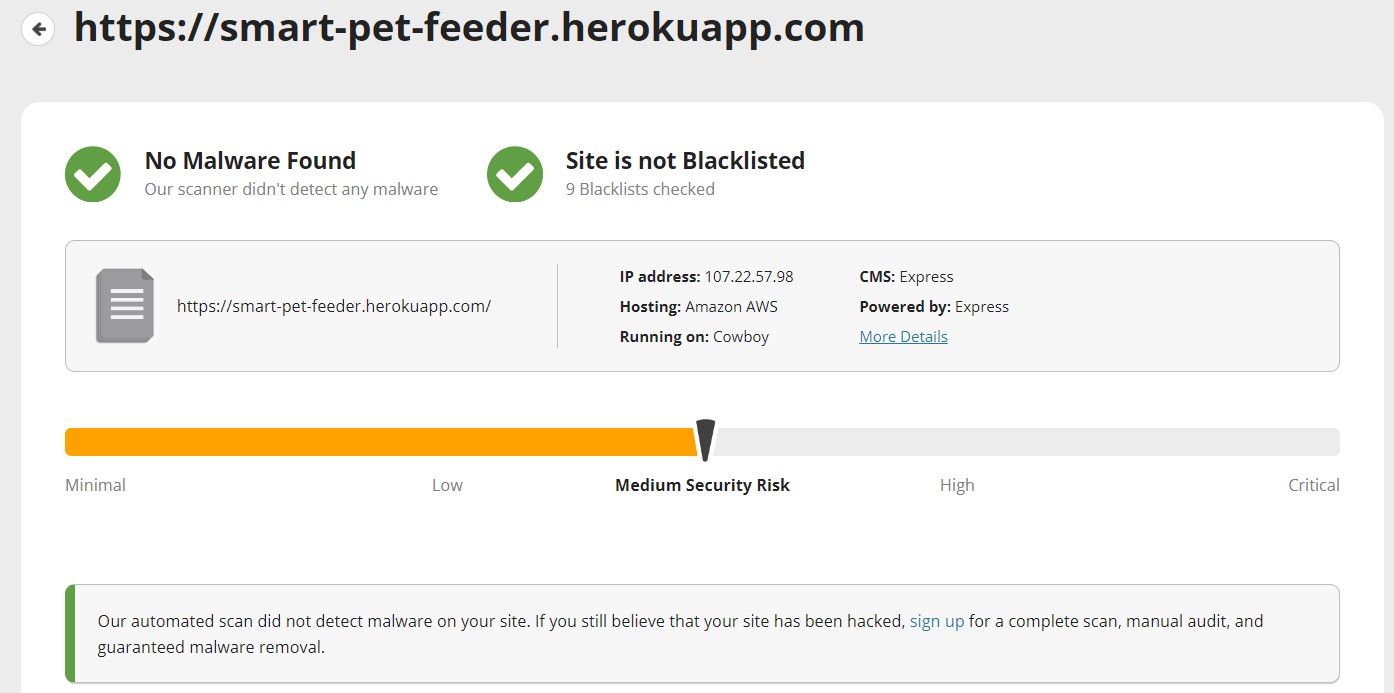 https://smart-pet-feeder.herokuapp.com
No Malware Found
Our scanner didn't detect any malware
Site is not Blacklisted
9 Blacklists checked
https://smart-pet-feeder.herokuapp.com/
IP address: 107.22.57.98
Hosting: Amazon AWS
Running on: Cowboy
CMS: Express
Powered by: Express
More Details
Minimal
Low
Medium Security Risk
High
Critical
Our automated scan did not detect malware on your site. If you still believe that your site has been hacked, sign up for a complete scan, manual audit, and
guaranteed malware removal.